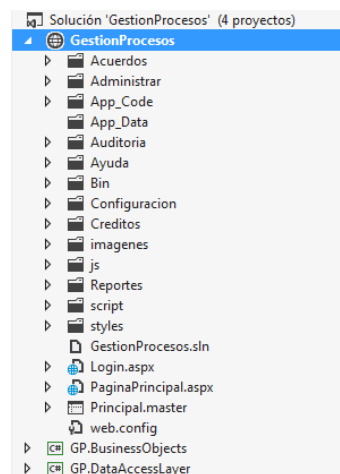 Solución 'GestionProcesos' (4 proyectos)
GestionProcesos
Acuerdos
Administrar
App_Code
App_Data
Auditoria
Ayuda
Bin
Configuracion
Creditos
imagenes
js
Reportes
script
styles
GestionProcesos.sln
Login.aspx
PaginaPrincipal.aspx
Principal.master
web.config
C# GP.BusinessObjects
C# GP.DataAccessLayer